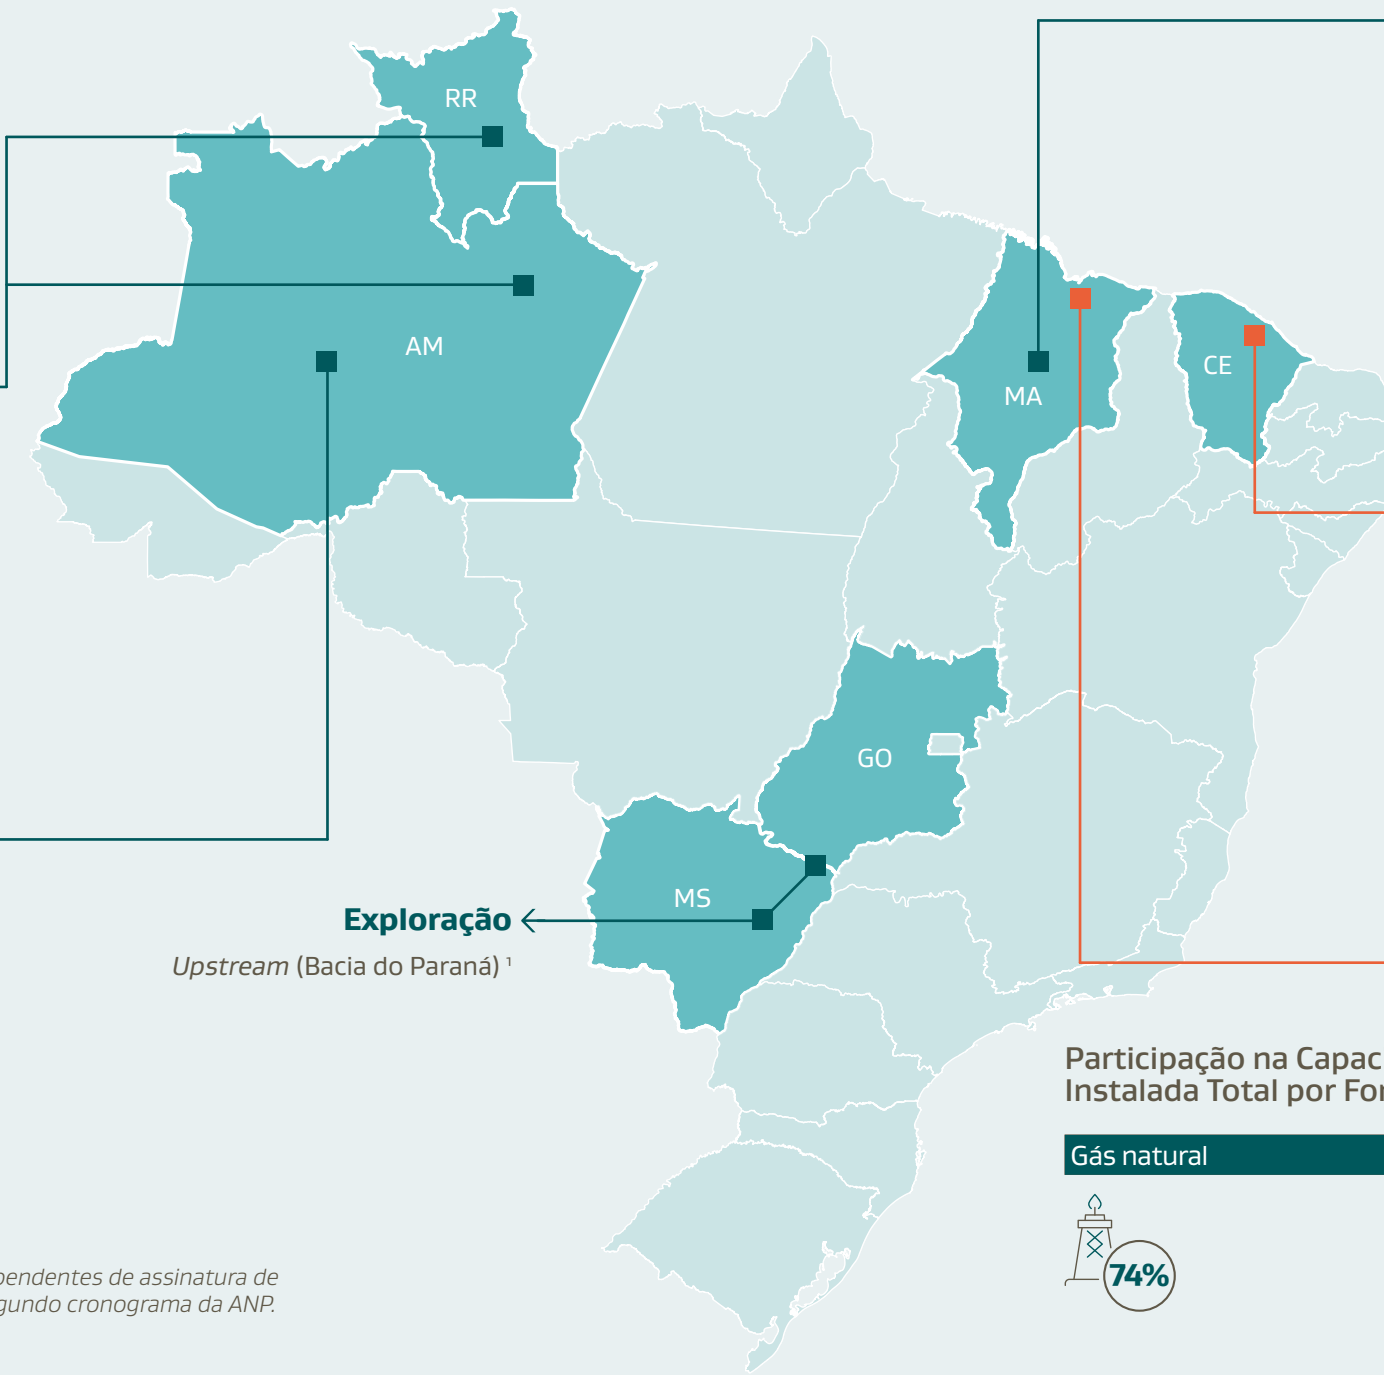 RR
AM
MA
CE
GO
MS
Exploração
Upstream (Bacia do Paraná) ¹
Participação na Capac
Instalada Total por For
Gás natural
74%
pendentes de assinatura de
gundo cronograma da ANP.